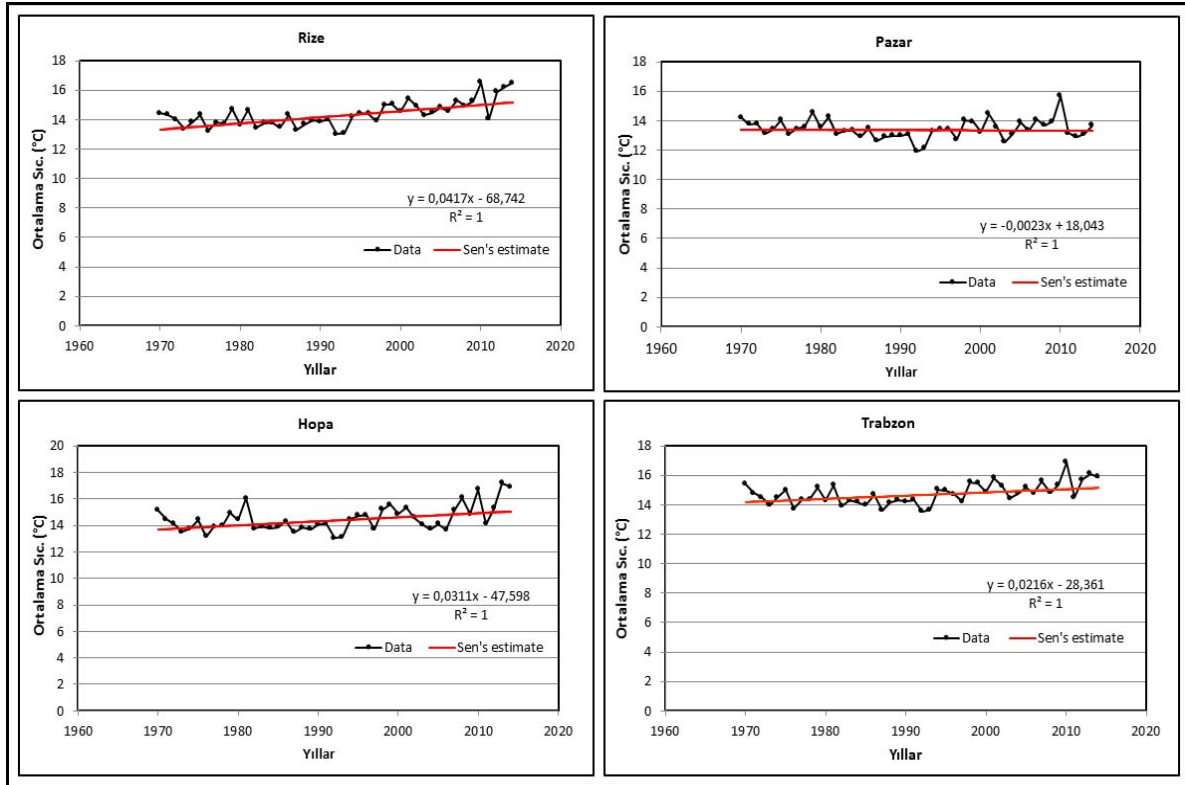 Rize
Ortalama Sıc. (°C)
18
16
14
12
10
8
6
4
2
0
y = 0,0417x - 68,742
R² = 1
Data
Sen's estimate
1960 1970 1980 1990 2000 2010 2020
Yıllar
Pazar
Ortalama Sıc. (°C)
18
16
14
12
10
8
6
4
2
0
y = -0,0023x + 18,043
R² = 1
Data
Sen's estimate
1960 1970 1980 1990 2000 2010 2020
Yıllar
Hopa
Ortalama Sıc. (°C)
20
18
16
14
12
10
8
6
4
2
0
y = 0,0311x - 47,598
R² = 1
Data
Sen's estimate
1960 1970 1980 1990 2000 2010 2020
Yıllar
Trabzon
Ortalama Sıc. (°C)
18
16
14
12
10
8
6
4
2
0
y = 0,0216x - 28,361
R² = 1
Data
Sen's estimate
1960 1970 1980 1990 2000 2010 2020
Yıllar